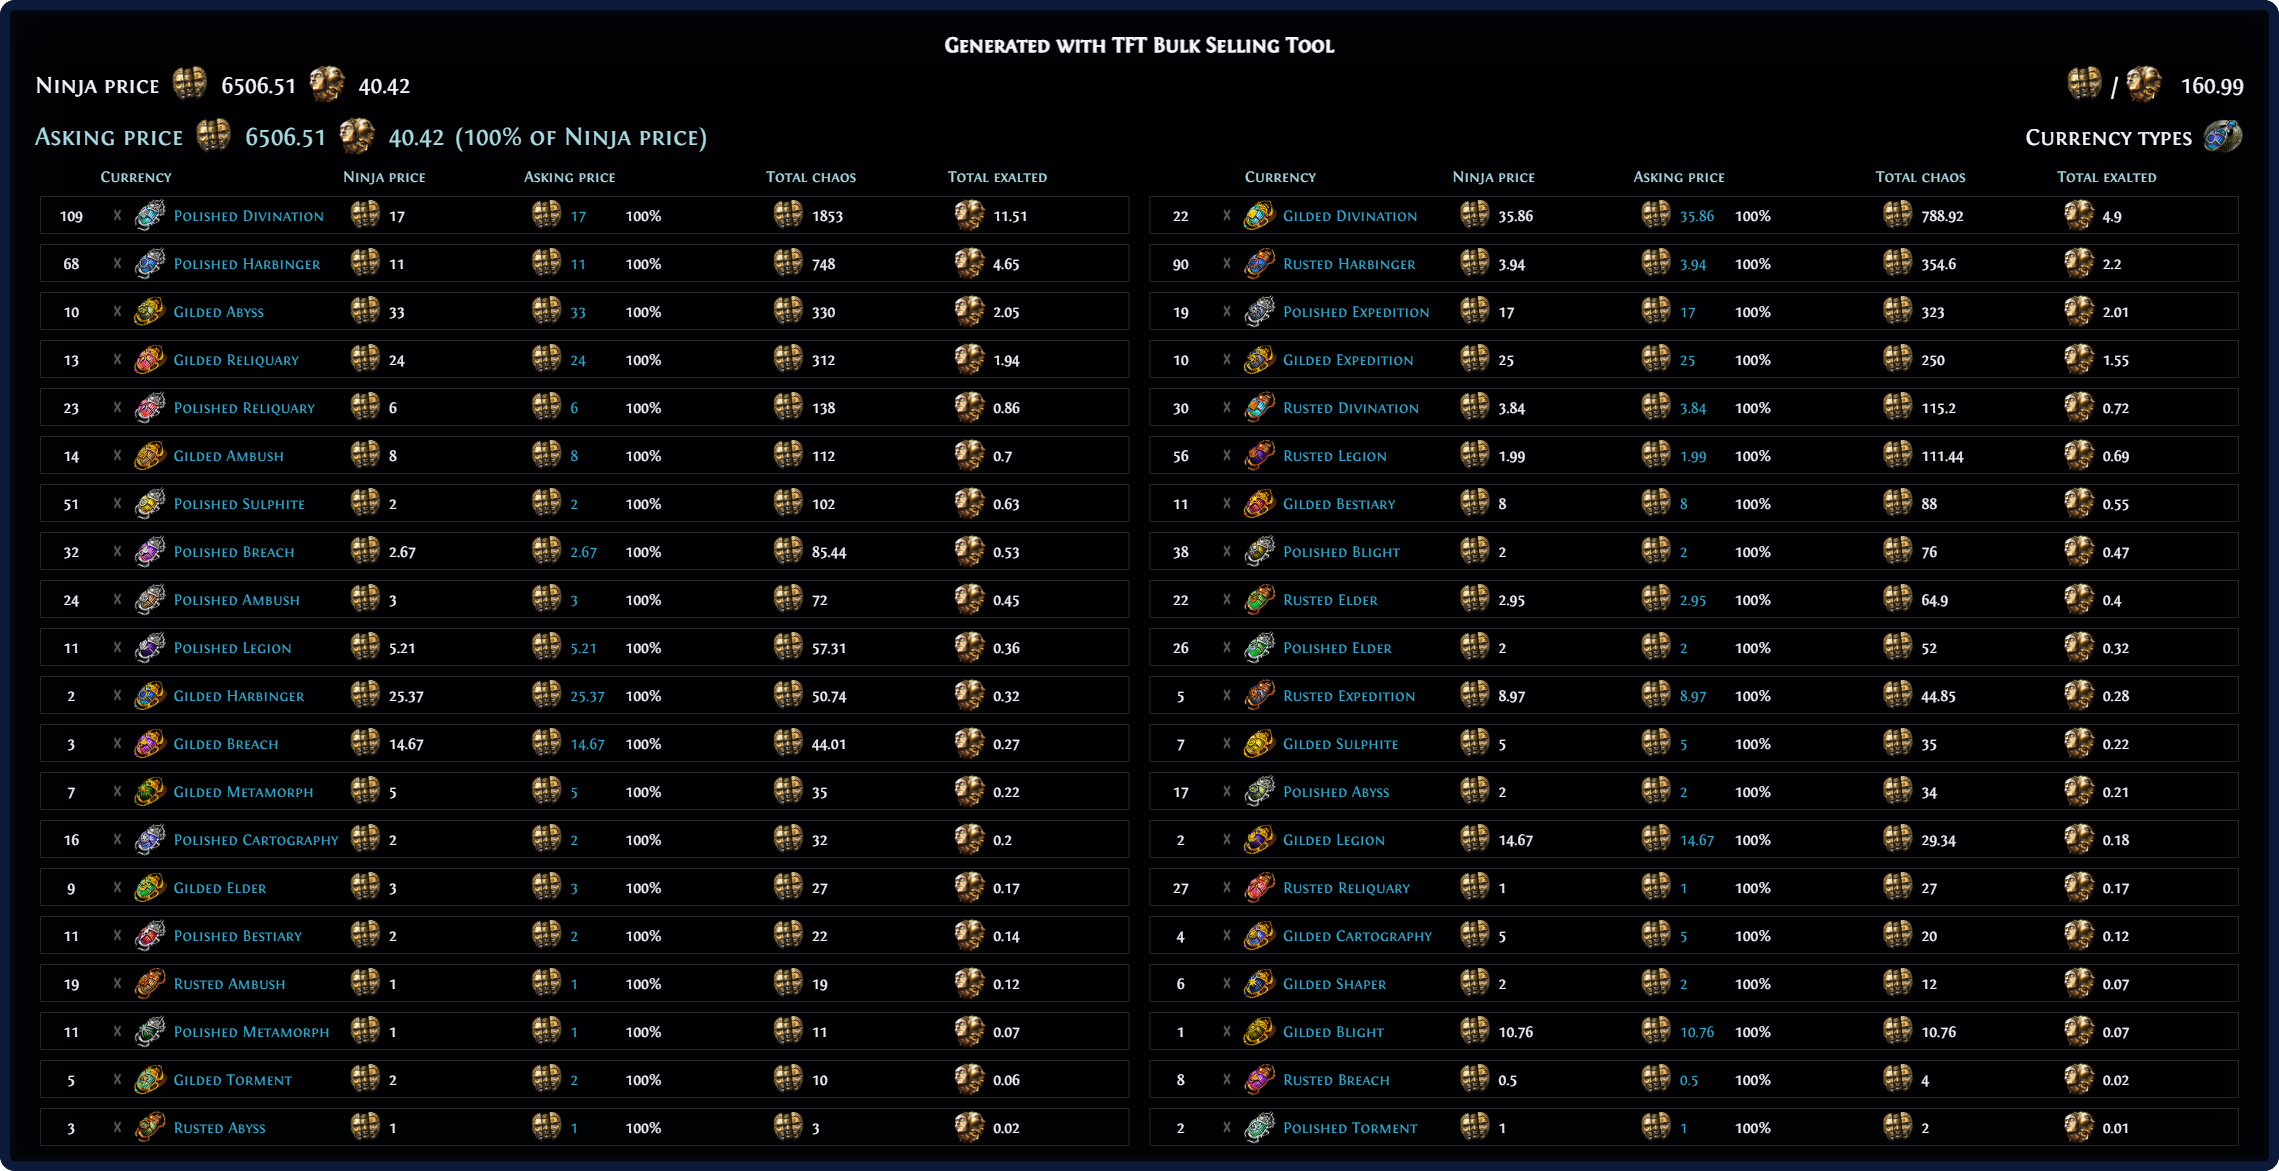 Generated with TFT Bulk Selling Tool
Ninja price 6506.51 40.42 / 160.99
Asking price 6506.51 40.42 (100% of Ninja price) Currency types
Currency Ninja price Asking price Total chaos Total exalted Currency Ninja price Asking price Total chaos Total exalted
109 x Polished Divination 17 17 100% 1853 11.51 22 x Gilded Divination 35.86 35.86 100% 788.92 4.9
68 x Polished Harbinger 11 11 100% 748 4.65 90 x Rusted Harbinger 3.94 3.94 100% 354.6 2.2
10 x Gilded Abyss 33 33 100% 330 2.05 19 x Polished Expedition 17 17 100% 323 2.01
13 x Gilded Reliquary 24 24 100% 312 1.94 10 x Gilded Expedition 25 25 100% 250 1.55
23 x Polished Reliquary 6 6 100% 138 0.86 30 x Rusted Divination 3.84 3.84 100% 115.2 0.72
14 x Gilded Ambush 8 8 100% 112 0.7 56 x Rusted Legion 1.99 1.99 100% 111.44 0.69
51 x Polished Sulphite 2 2 100% 102 0.63 11 x Gilded Bestiary 8 8 100% 88 0.55
32 x Polished Breach 2.67 2.67 100% 85.44 0.53 38 x Polished Blight 2 2 100% 76 0.47
24 x Polished Ambush 3 3 100% 72 0.45 22 x Rusted Elder 2.95 2.95 100% 64.9 0.4
11 x Polished Legion 5.21 5.21 100% 57.31 0.36 26 x Polished Elder 2 2 100% 52 0.32
2 x Gilded Harbinger 25.37 25.37 100% 50.74 0.32 5 x Rusted Expedition 8.97 8.97 100% 44.85 0.28
3 x Gilded Breach 14.67 14.67 100% 44.01 0.27 7 x Gilded Sulphite 5 5 100% 35 0.22
7 x Gilded Metamorph 5 5 100% 35 0.22 17 x Polished Abyss 2 2 100% 34 0.21
16 x Polished Cartography 2 2 100% 32 0.2 2 x Gilded Legion 14.67 14.67 100% 29.34 0.18
9 x Gilded Elder 3 3 100% 27 0.17 27 x Rusted Reliquary 1 1 100% 27 0.17
11 x Polished Bestiary 2 2 100% 22 0.14 4 x Gilded Cartography 5 5 100% 20 0.12
19 x Rusted Ambush 1 1 100% 19 0.12 6 x Gilded Shaper 2 2 100% 12 0.07
11 x Polished Metamorph 1 1 100% 11 0.07 1 x Gilded Blight 10.76 10.76 100% 10.76 0.07
5 x Gilded Torment 2 2 100% 10 0.06 8 x Rusted Breach 0.5 0.5 100% 4 0.02
3 x Rusted Abyss 1 1 100% 3 0.02 2 x Polished Torment 1 1 100% 2 0.01